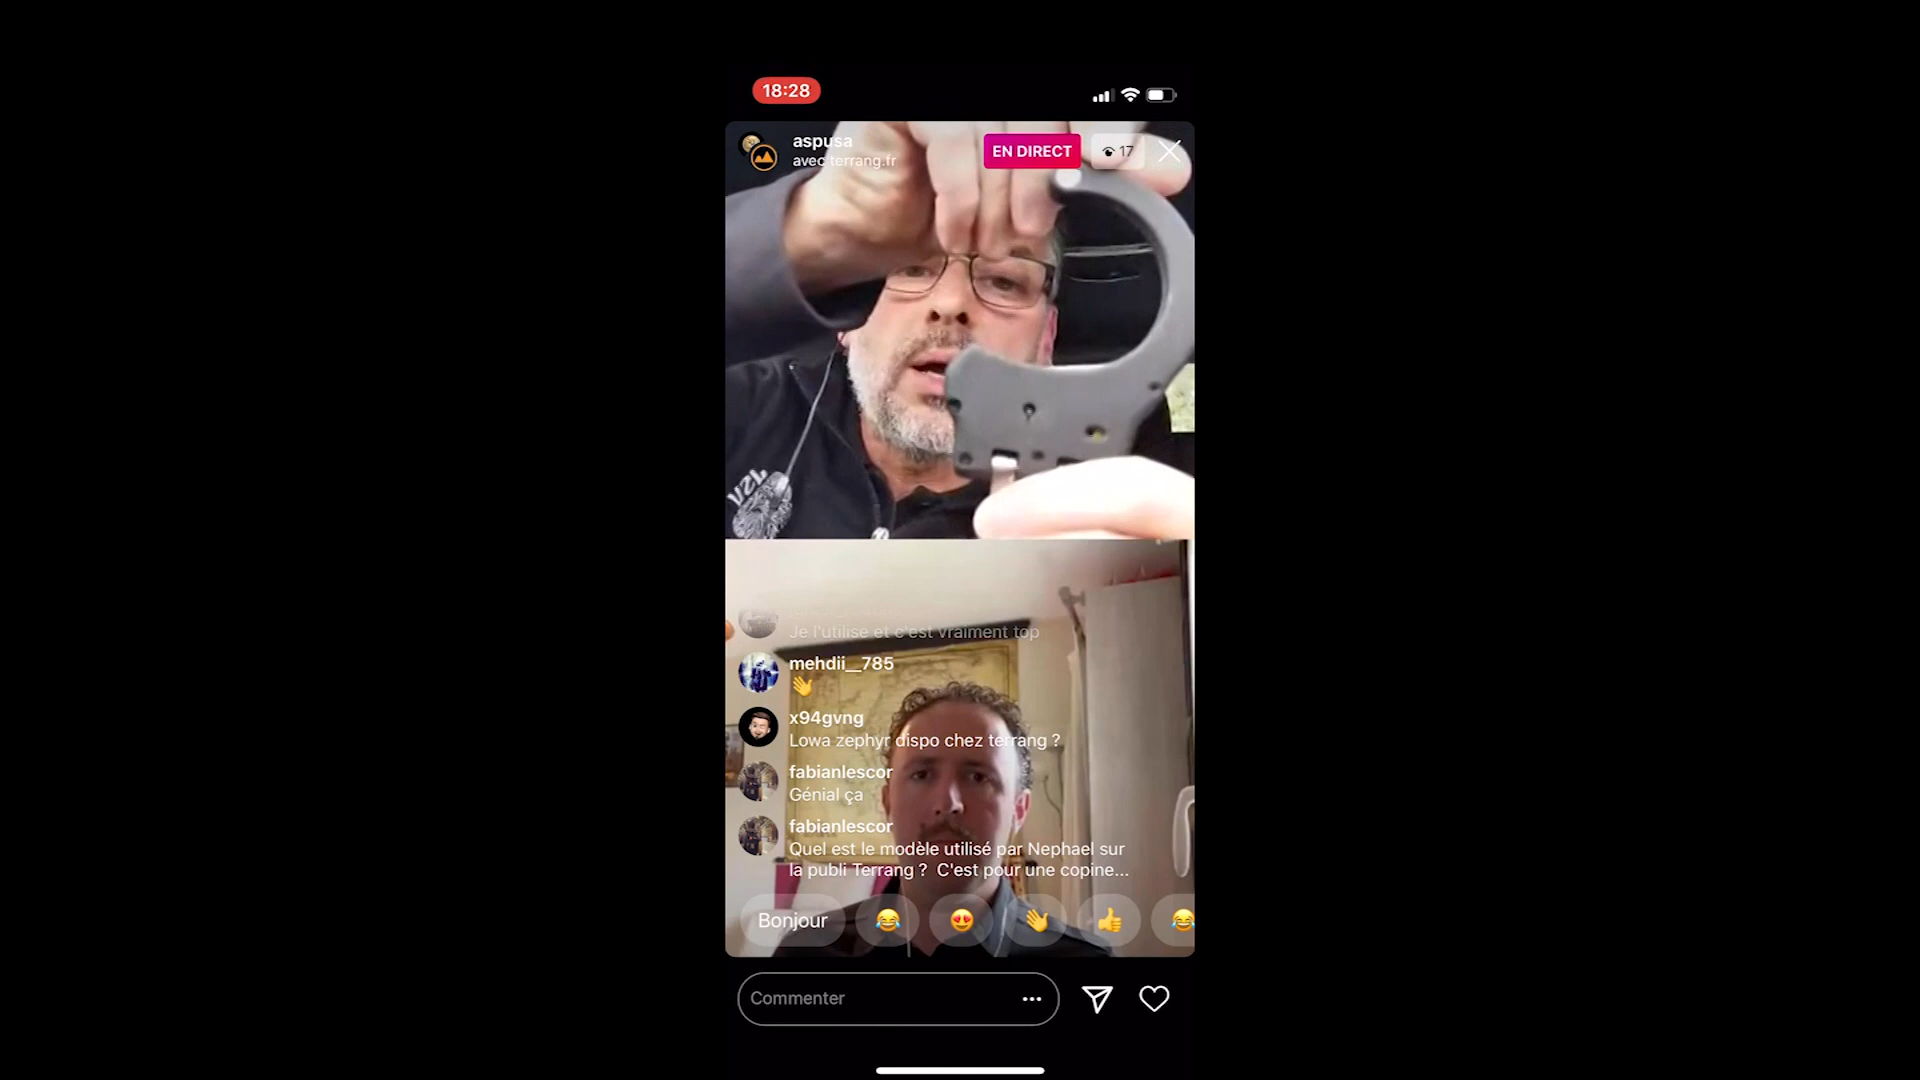 18:28
aspusa
avec terrang.fr
EN DIRECT
17
Je l'utilise et c'est vraiment top
mehdii__785
👋
x94gvng
Lowa zephyr dispo chez terrang ?
fabianlescor
Génial ça
fabianlescor
Quel est le modèle utilisé par Nephael sur
la publi Terrang ? C'est pour une copine...
Bonjour 😂 😍 👋 👍 😂
Commenter